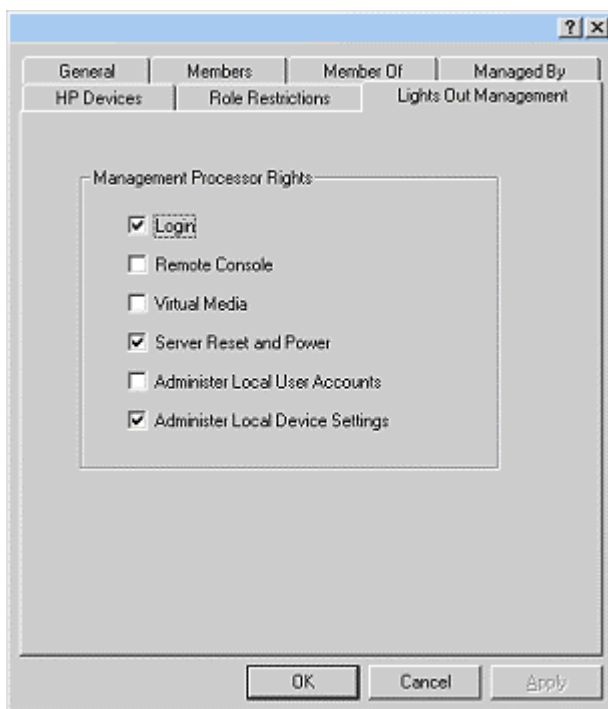 General Members Member Of Managed By
HP Devices Role Restrictions Lights Out Management
Management Processor Rights
Login
Remote Console
Virtual Media
Server Reset and Power
Administer Local User Accounts
Administer Local Device Settings
OK Cancel Apply